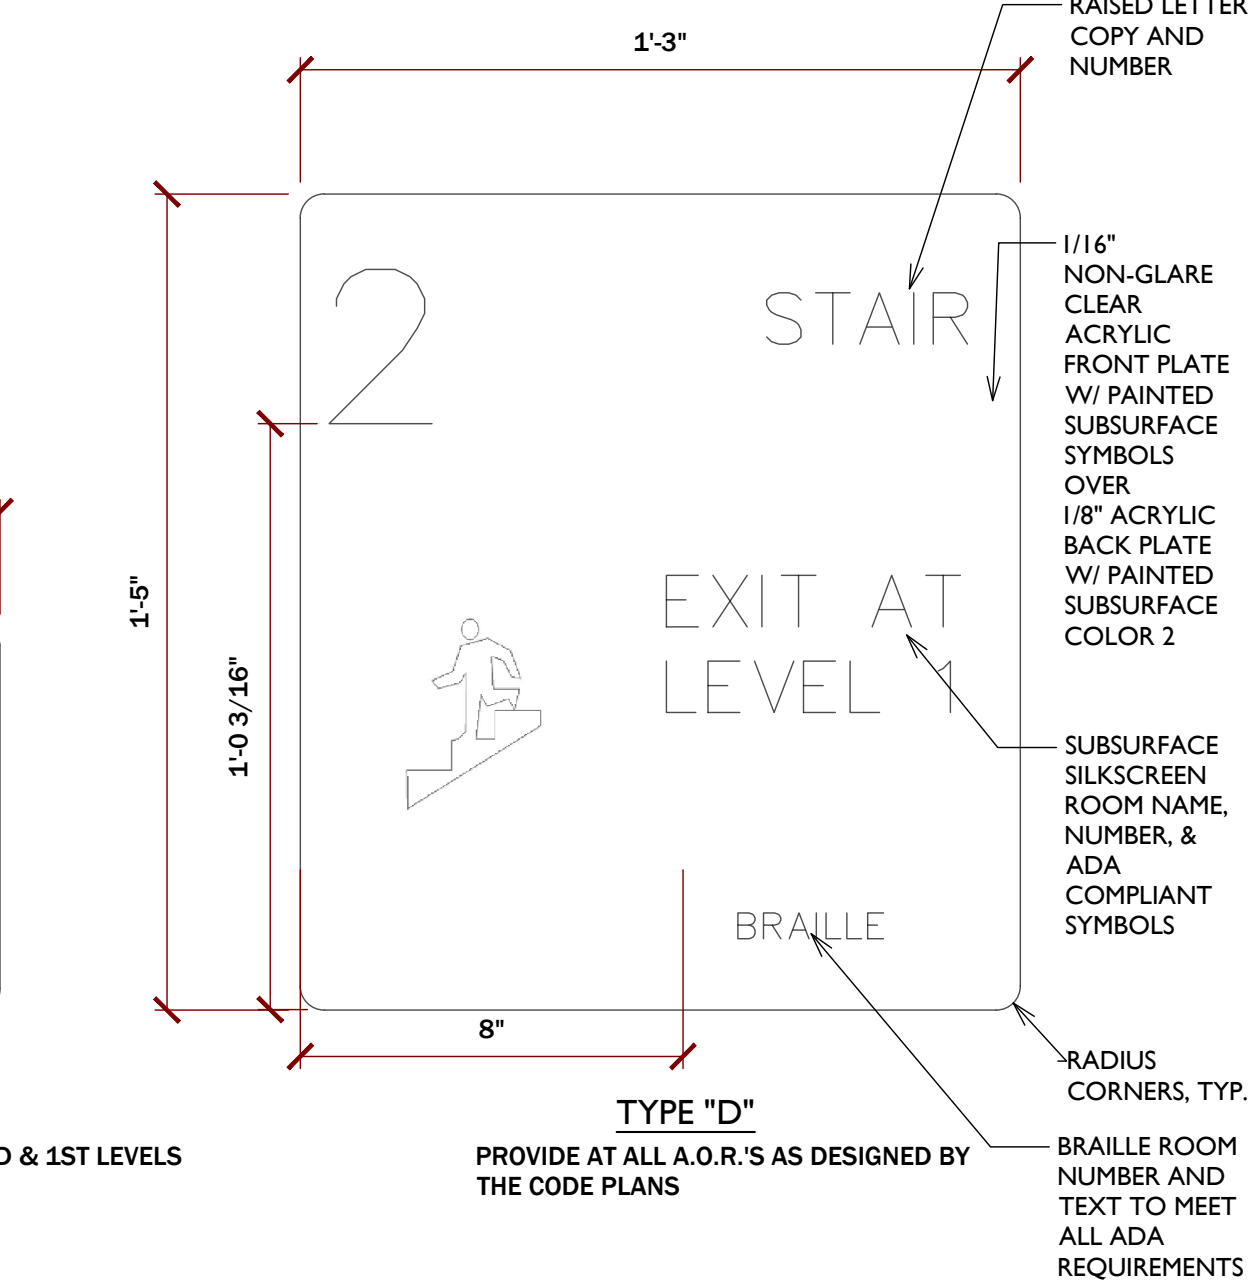 RAISED LETTER
COPY AND
NUMBER
1'-3"
2
STAIR
1/16"
NON-GLARE
CLEAR
ACRYLIC
FRONT PLATE
W/ PAINTED
SUBSURFACE
SYMBOLS
OVER
1/8" ACRYLIC
BACK PLATE
W/ PAINTED
SUBSURFACE
COLOR 2
1'-5"
1'-0 3/16"
EXIT AT
LEVEL 1
SUBSURFACE
SILKSCREEN
ROOM NAME,
NUMBER, &
ADA
COMPLIANT
SYMBOLS
BRAILLE
8"
RADIUS
CORNERS, TYP.
TYPE "D"
PROVIDE AT ALL A.O.R.'S AS DESIGNED BY
THE CODE PLANS
& 1ST LEVELS
BRAILLE ROOM
NUMBER AND
TEXT TO MEET
ALL ADA
REQUIREMENTS